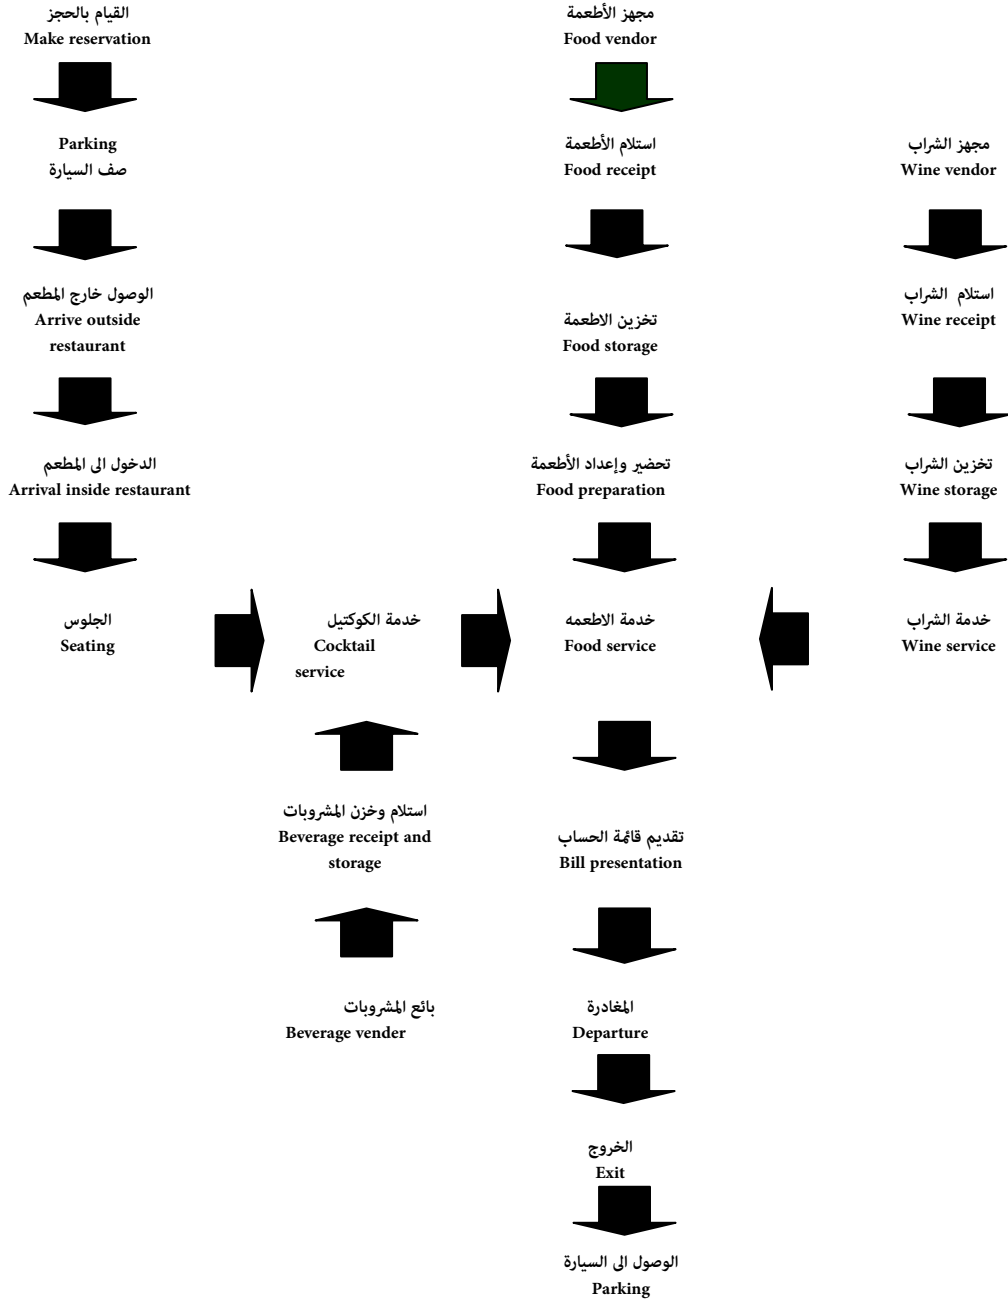 القيام بالحجز
Make reservation
Parking
صف السيارة
الوصول خارج المطعم
Arrive outside
restaurant
الدخول الى المطعم
Arrival inside restaurant
الجلوس
Seating
خدمة الكوكتيل
Cocktail
service
استلام وخزن المشروبات
Beverage receipt and
storage
بائع المشروبات
Beverage vender
مجهز الأطعمة
Food vendor
استلام الأطعمة
Food receipt
تخزين الاطعمة
Food storage
تحضير وإعداد الأطعمة
Food preparation
خدمة الاطعمه
Food service
تقديم قائمة الحساب
Bill presentation
المغادرة
Departure
الخروج
Exit
الوصول الى السيارة
Parking
مجهز الشراب
Wine vendor
استلام الشراب
Wine receipt
تخزين الشراب
Wine storage
خدمة الشراب
Wine service